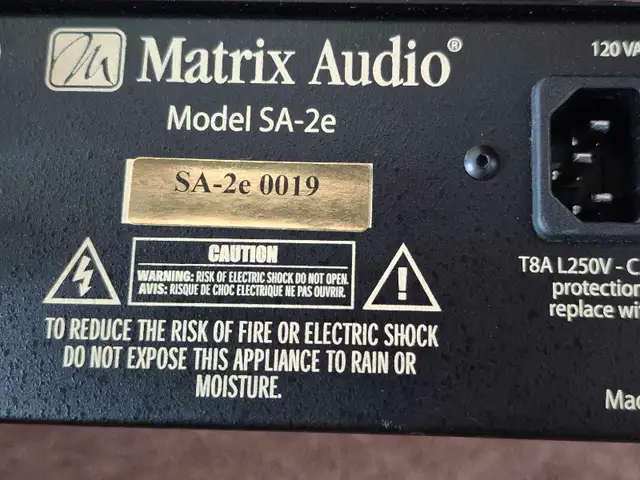 Matrix Audio®
Model SA-2e
SA-2e 0019
CAUTION
WARNING: RISK OF ELECTRIC SHOCK DO NOT OPEN.
AVIS: RISQUE DE CHOC ELECTRIQUE NE PAS OUVRIR.
TO REDUCE THE RISK OF FIRE OR ELECTRIC SHOCK
DO NOT EXPOSE THIS APPLIANCE TO RAIN OR
MOISTURE.
120 VA
T8A L250V - C
protection
replace wit
Mad